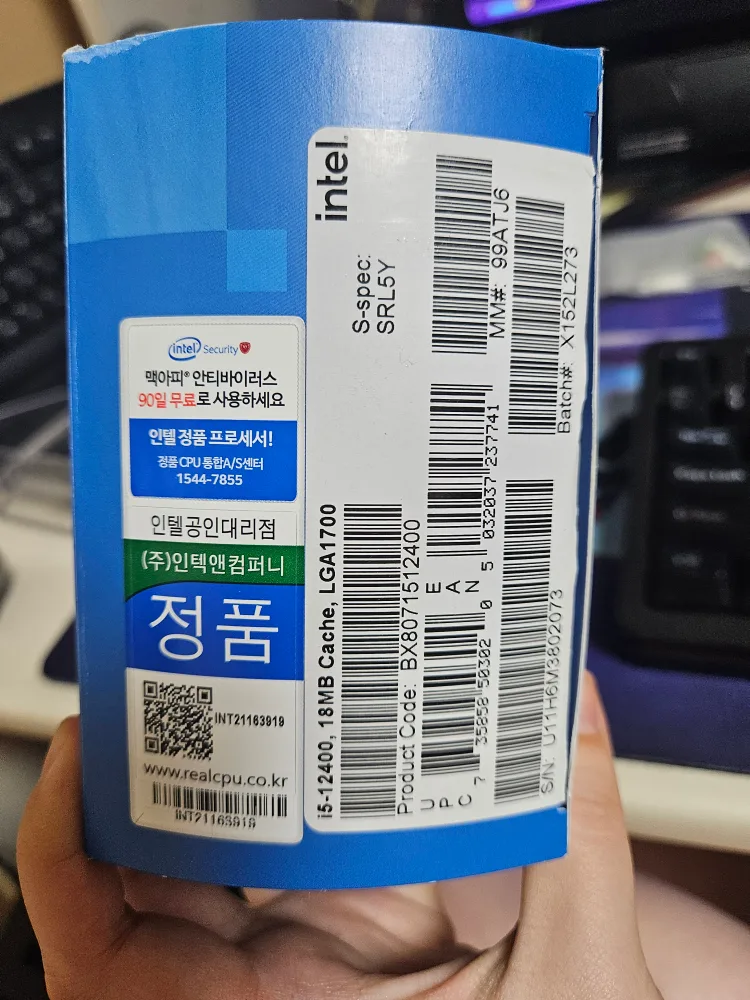 intel Security
맥아피® 안티바이러스
90일 무료로 사용하세요
인텔 정품 프로세서!
정품 CPU 통합A/S센터
1544-7855
인텔공인대리점
(주)인텍앤컴퍼니
정품
INT21163919
www.realcpu.co.kr
INT21163919
intel.
S-spec:
SRL5Y
MM#: 99ATJ6
Batch#: X152L273
i5-12400, 18MB Cache, LGA1700
Product Code: BX8071512400
UPC
7 35858 50302 0
EAN
5 032037 237741
S/N: U11H6M3802073